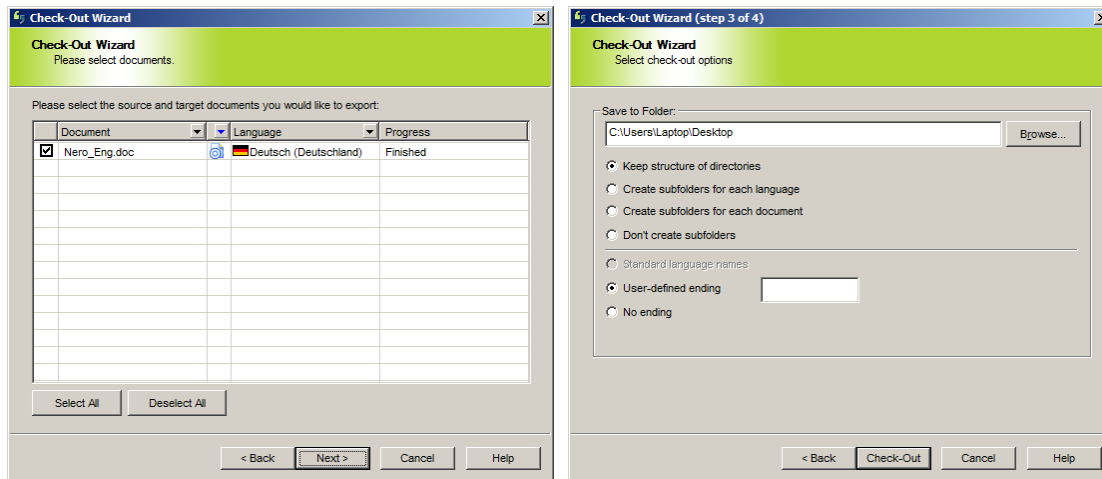 Check-Out Wizard
Check-Out Wizard
Please select documents.
Please select the source and target documents you would like to export:
Document Language Progress
Nero_Eng.doc Deutsch (Deutschland) Finished
Select All Deselect All
< Back Next > Cancel Help
Check-Out Wizard (step 3 of 4)
Check-Out Wizard
Select check-out options
Save to Folder:
C:\Users\Laptop\Desktop Browse...
Keep structure of directories
Create subfolders for each language
Create subfolders for each document
Don't create subfolders
Standard language names
User-defined ending
No ending
< Back Check-Out Cancel Help